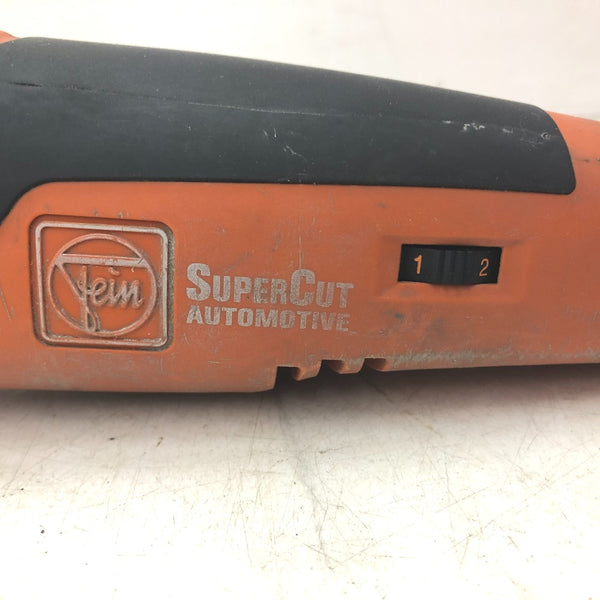 fein
SUPERCUT
AUTOMOTIVE
1 2